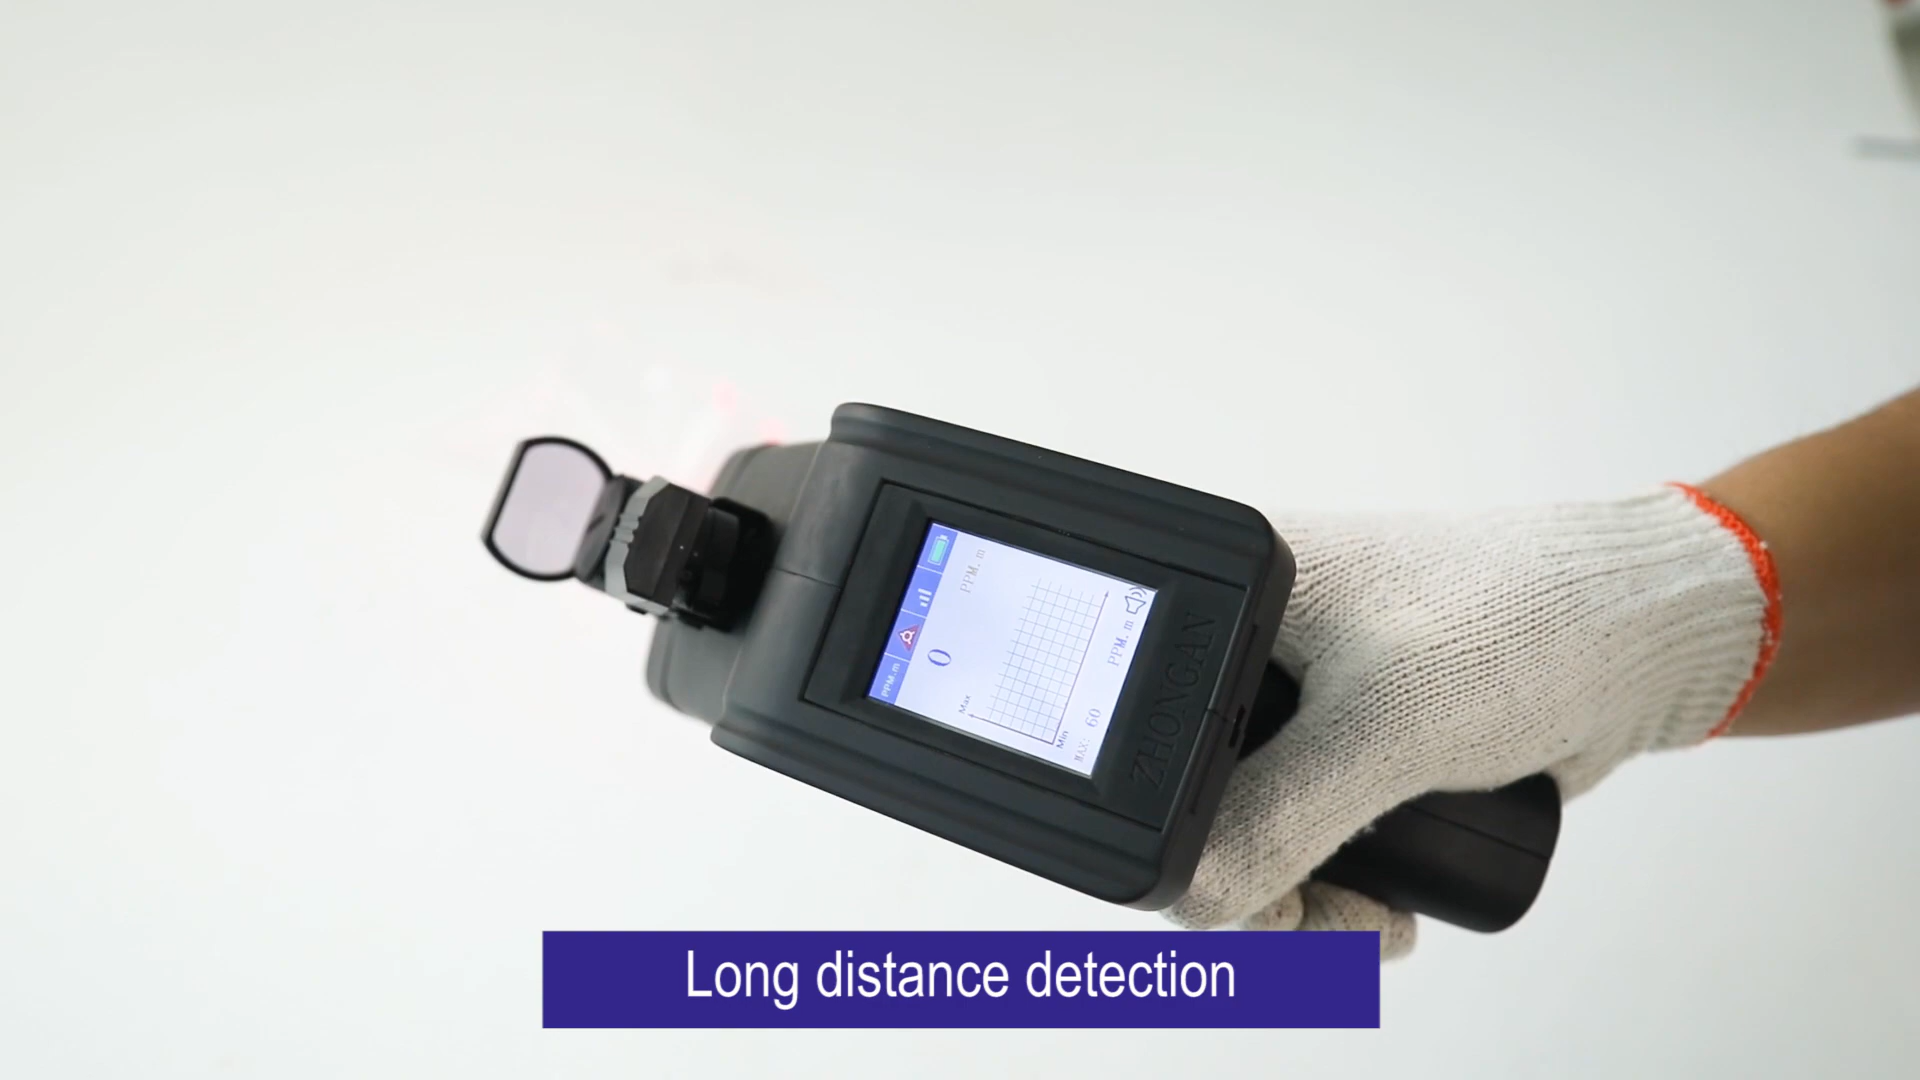 PPM.m
0
PPM.m
Max
Min
PPM.m
MAX: 60
ZHONGAN
Long distance detection